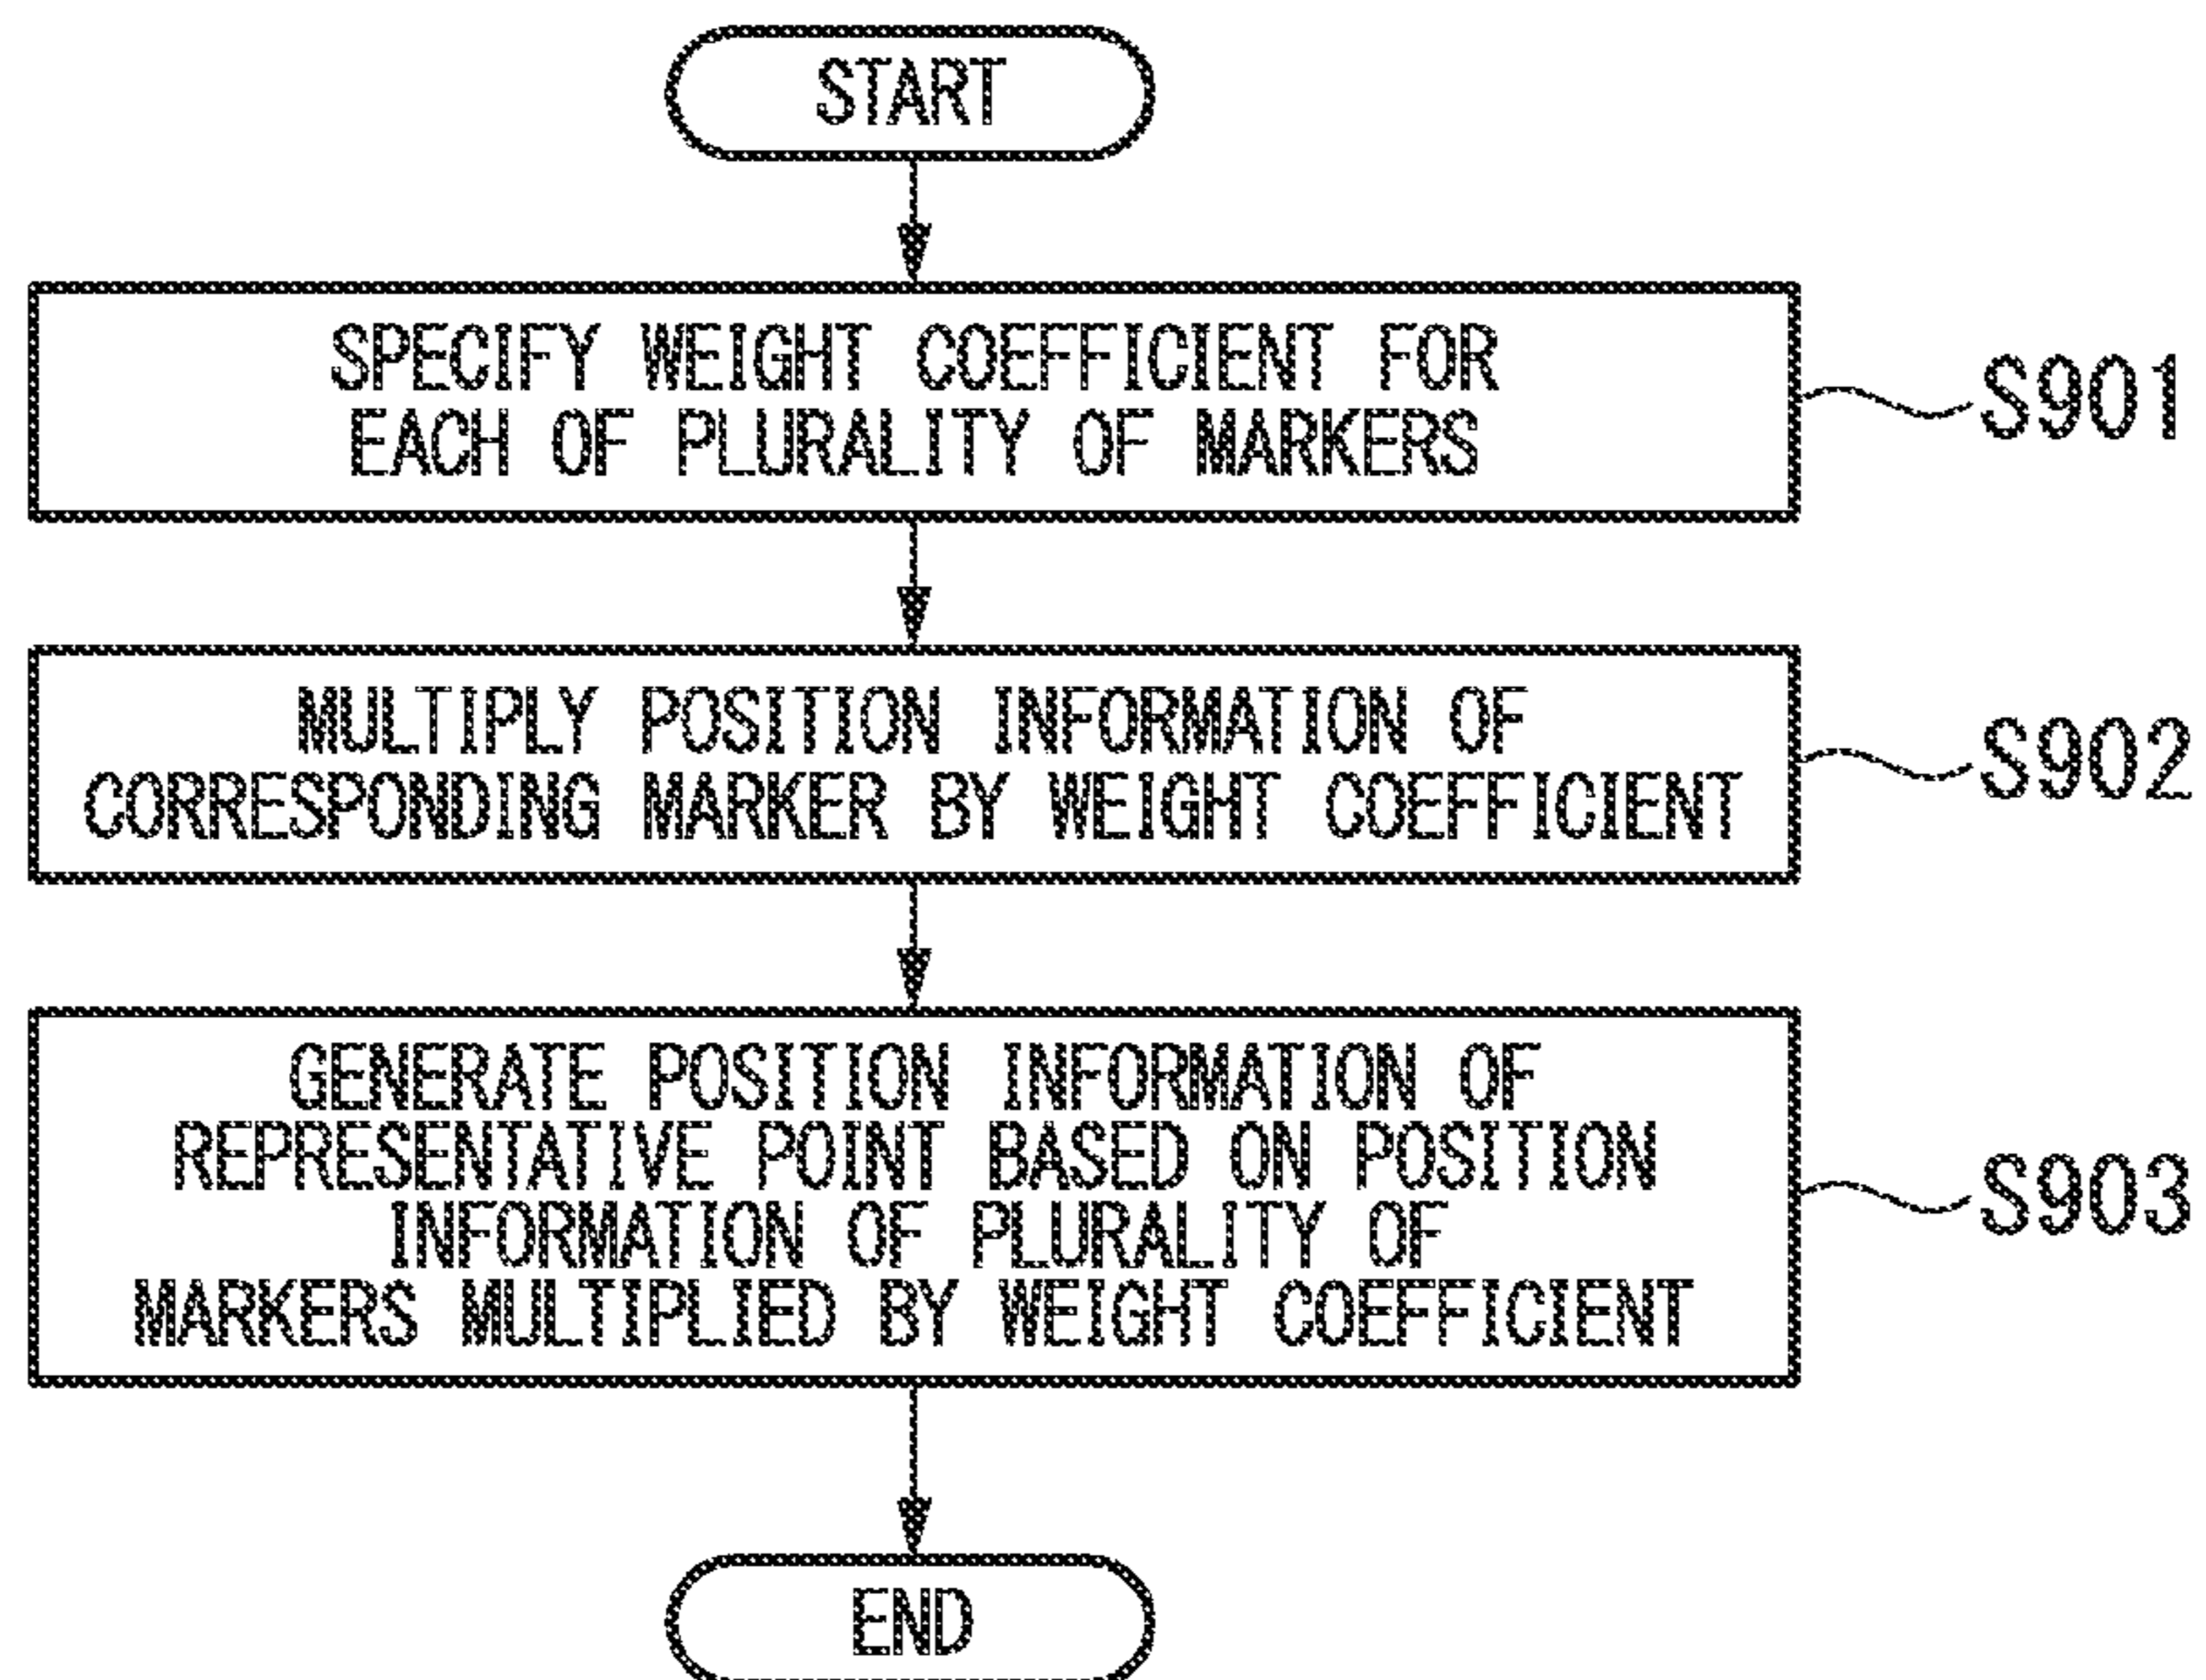 START
SPECIFY WEIGHT COEFFICIENT FOR
EACH OF PLURALITY OF MARKERS
S901
MULTIPLY POSITION INFORMATION OF
CORRESPONDING MARKER BY WEIGHT COEFFICIENT
S902
GENERATE POSITION INFORMATION OF
REPRESENTATIVE POINT BASED ON POSITION
INFORMATION OF PLURALITY OF
MARKERS MULTIPLIED BY WEIGHT COEFFICIENT
S903
END